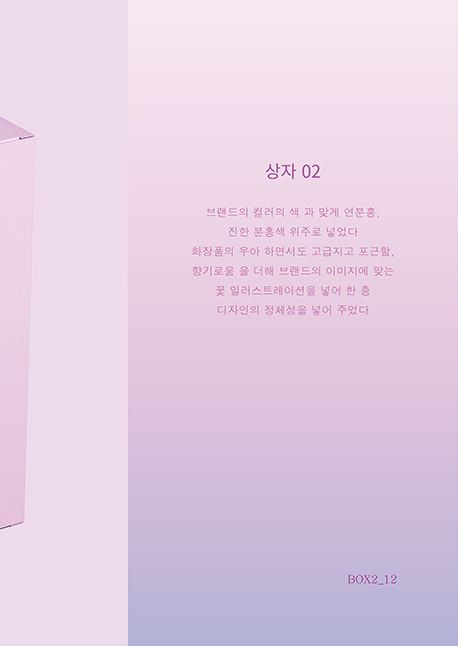 상자 02
브랜드의 컬러의 색 과 맞게 연분홍,
진한 분홍색 위주로 넣었다
화장품의 우아 하면서도 고급지고 포근함,
향기로움 을 더해 브랜드의 이미지에 맞는
꽃 일러스트레이션을 넣어 한 층
디자인의 정체성을 넣어 주었다
BOX2_12